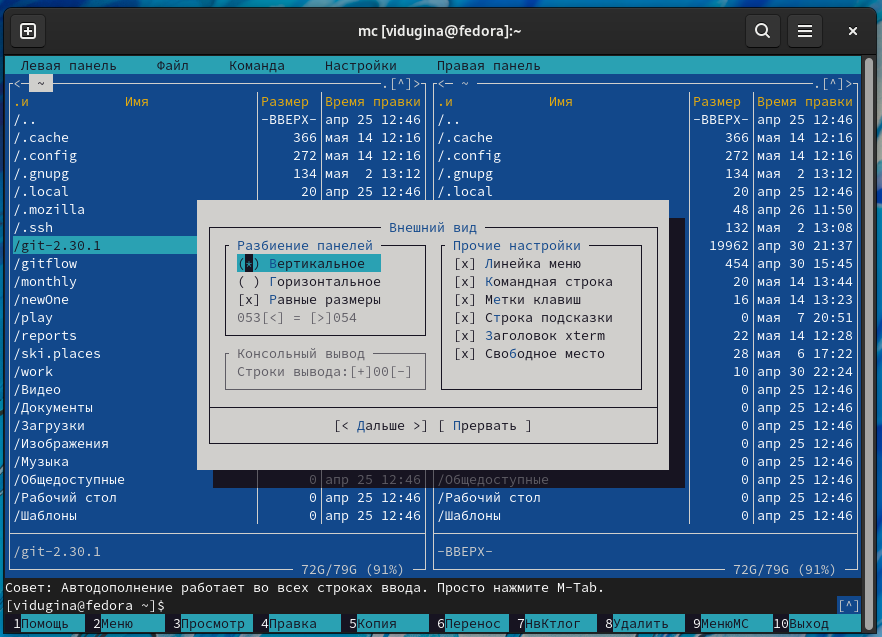 mc [vidugina@fedora]:~
Левая панель Файл Команда Настройки Правая панель
<— ~ .[^]> <— ~ .[^]>
.и Имя Размер Время правки .и Имя Размер Время правки
/.. -ВВЕРХ- апр 25 12:46 /.. -ВВЕРХ- апр 25 12:46
/.cache 366 мая 14 12:16 /.cache 366 мая 14 12:16
/.config 272 мая 14 12:16 /.config 272 мая 14 12:16
/.gnupg 134 мая 2 13:12 /.gnupg 134 мая 2 13:12
/.local 20 апр 25 12:46 /.local 20 апр 25 12:46
/.mozilla 48 апр 26 11:50
/.ssh Внешний вид 132 мая 2 13:08
/git-2.30.1 Разбиение панелей Прочие настройки 19962 апр 30 21:37
/gitflow (*) Вертикальное [x] Линейка меню 454 апр 30 15:45
/monthly ( ) Горизонтальное [x] Командная строка 20 мая 14 13:44
/newOne [x] Равные размеры [x] Метки клавиш 16 мая 14 13:23
/play 053[<] = [>]054 [x] Строка подсказки 0 мая 7 20:51
/reports [x] Заголовок xterm 22 мая 14 12:28
/ski.places Консольный вывод [x] Свободное место 28 мая 6 17:22
/work Строки вывода:[+]00[-] 10 апр 30 22:24
/Видео 0 апр 25 12:46
/Документы 0 апр 25 12:46
/Загрузки [< Дальше >] [ Прервать ] 0 апр 25 12:46
/Изображения 0 апр 25 12:46
/Музыка 0 апр 25 12:46
/Общедоступные 0 апр 25 12:46 /Общедоступные 0 апр 25 12:46
/Рабочий стол 0 апр 25 12:46 /Рабочий стол 0 апр 25 12:46
/Шаблоны 0 апр 25 12:46 /Шаблоны 0 апр 25 12:46
/git-2.30.1 -ВВЕРХ-
72G/79G (91%) 72G/79G (91%)
Совет: Автодополнение работает во всех строках ввода. Просто нажмите M-Tab.
[vidugina@fedora ~]$ [^]
1Помощь 2Меню 3Просмотр 4Правка 5Копия 6Перенос 7НвКтлог 8Удалить 9МенюМС 10Выход